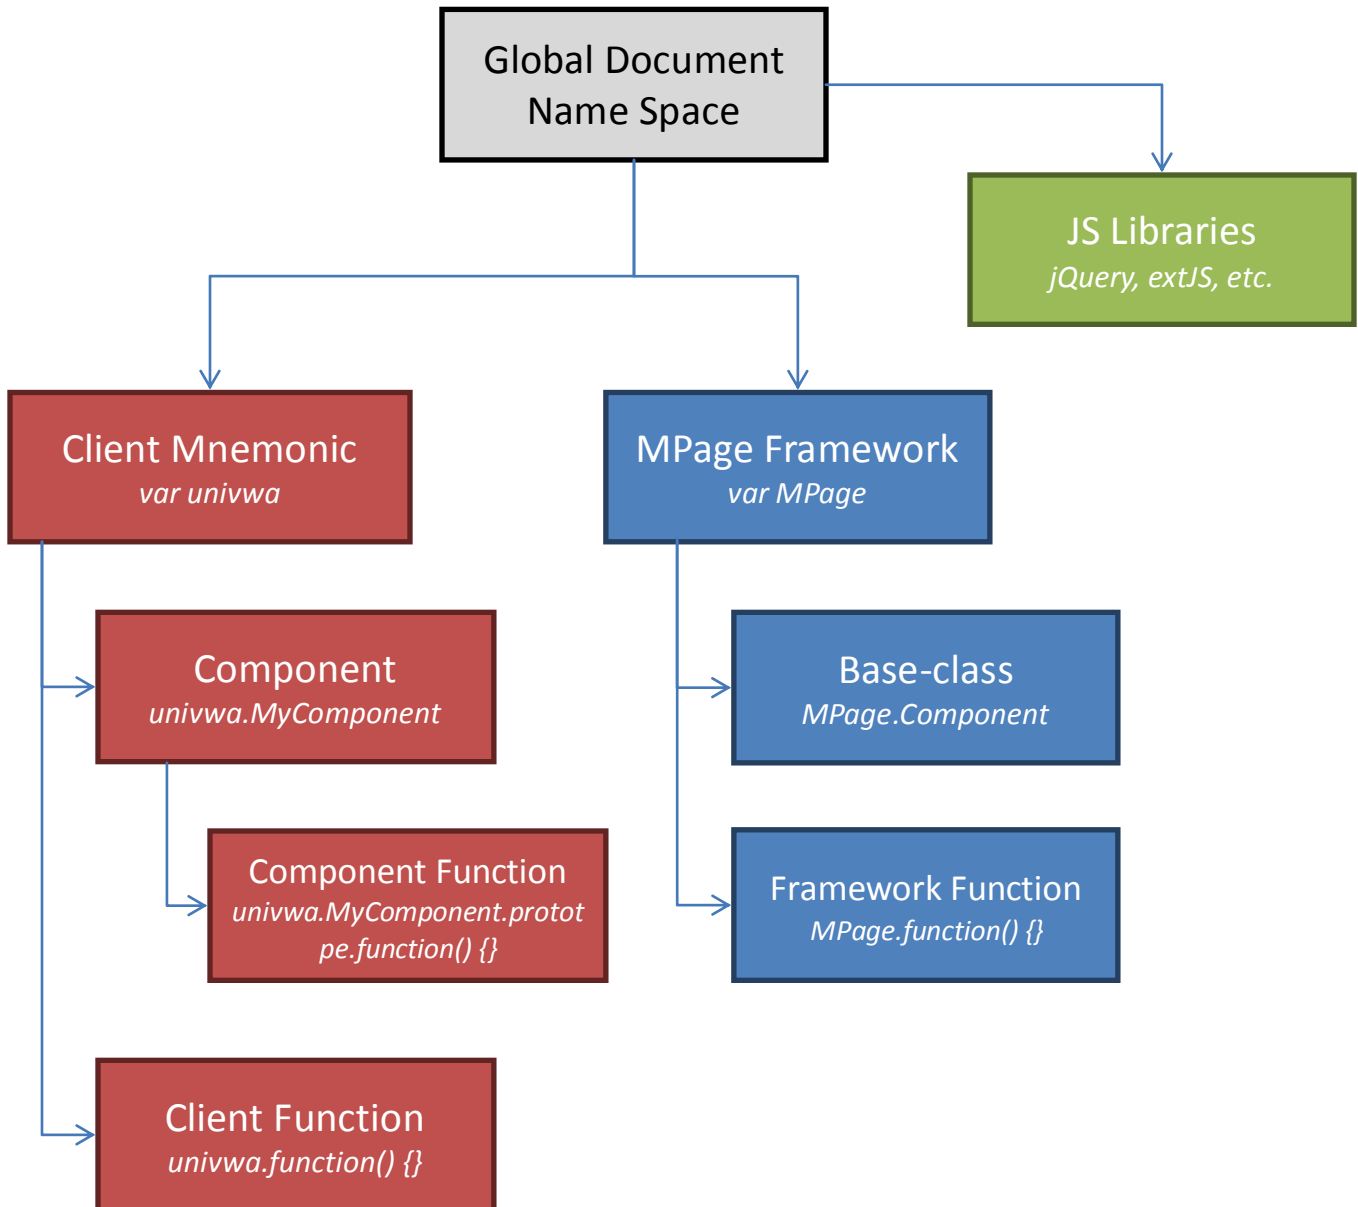 Global Document
Name Space
JS Libraries
jQuery, extJS, etc.
Client Mnemonic
var univwa
MPage Framework
var MPage
Component
univwa.MyComponent
Base-class
MPage.Component
Component Function
univwa.MyComponent.protot
pe.function() {}
Framework Function
MPage.function() {}
Client Function
univwa.function() {}